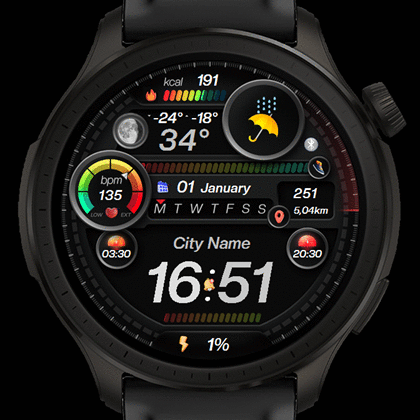 kcal 191
-24° -18°
34°
bpm
135
LOW EXT
01 January
M T W T F S S
251
5,04km
03:30
City Name
20:30
16:51
1%